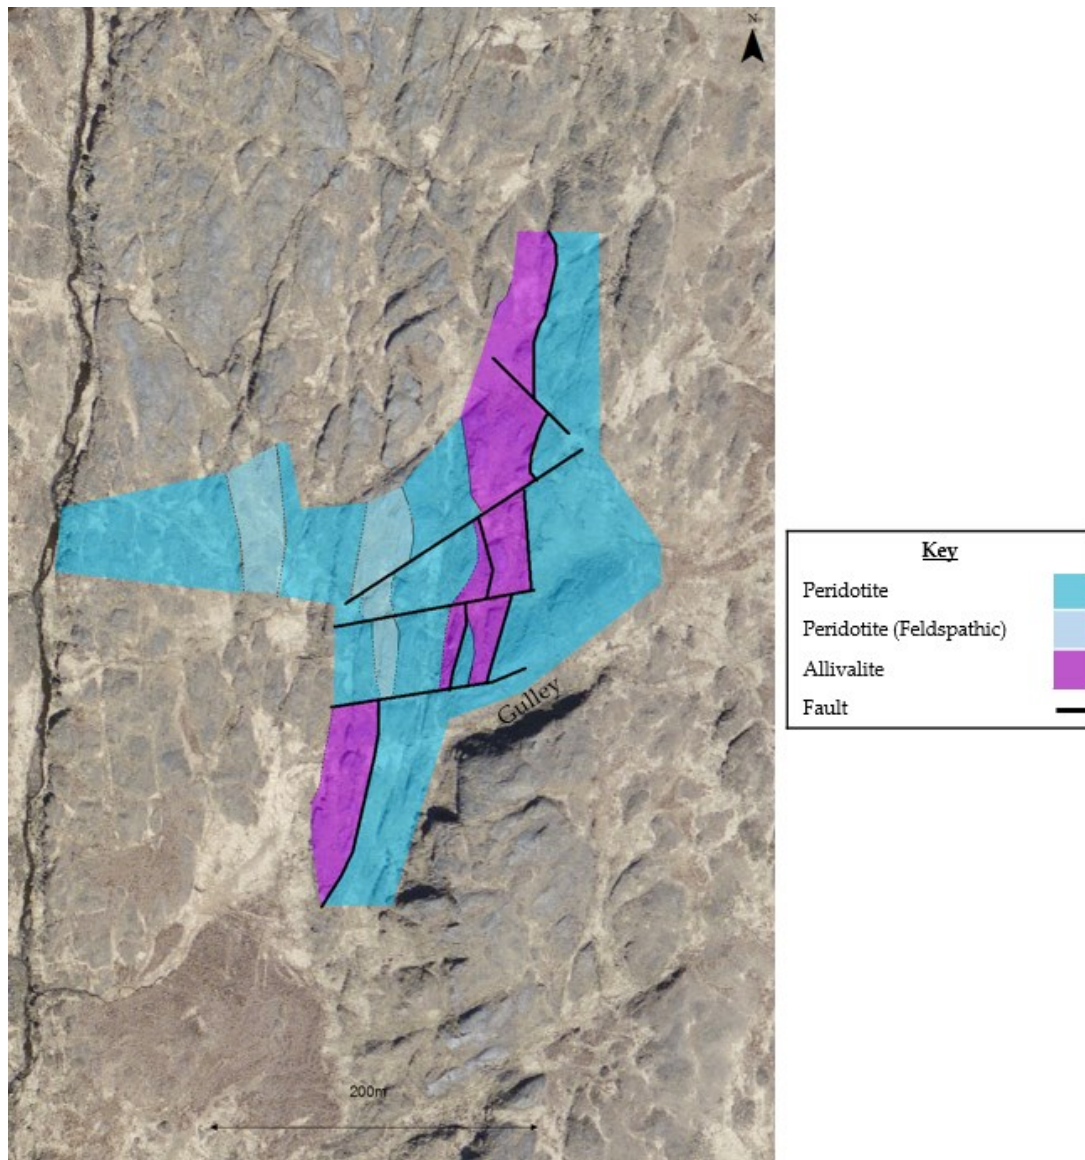 N
Gulley
200m
Key
Peridotite
Peridotite (Feldspathic)
Allivalite
Fault